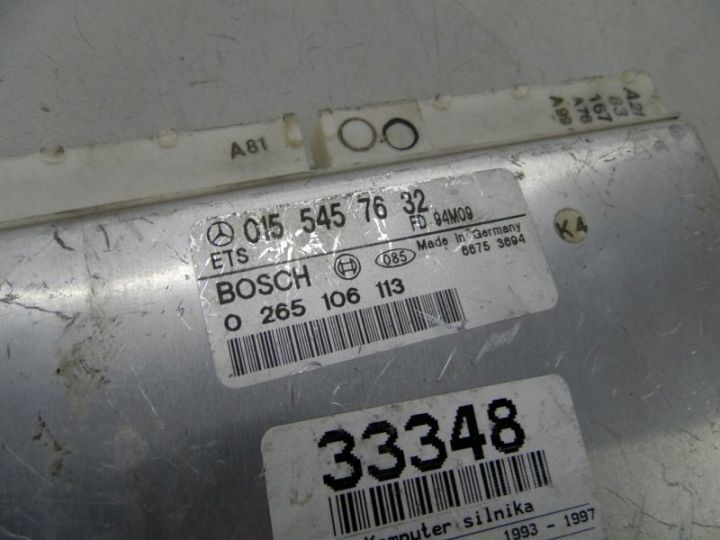 A81
A21
83
167
A76
A99
015 545 76 32
ETS
FD 94M09
BOSCH
085
Made in Germany
6675 3694
0 265 106 113
K4
33348
Komputer silnika
1993 - 1997